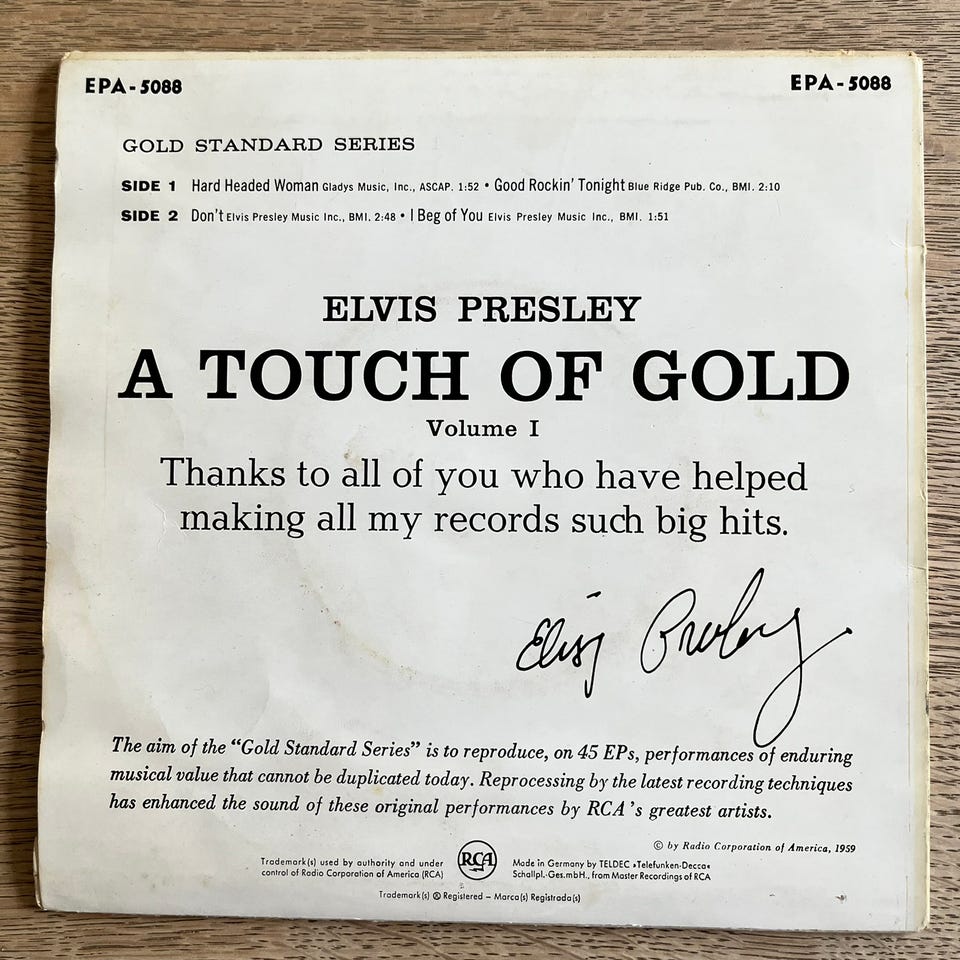 EPA-5088 EPA-5088
GOLD STANDARD SERIES
SIDE 1 Hard Headed Woman Gladys Music, Inc., ASCAP. 1:52 • Good Rockin' Tonight Blue Ridge Pub. Co., BMI. 2:10
SIDE 2 Don't Elvis Presley Music Inc., BMI. 2:48 • I Beg of You Elvis Presley Music Inc., BMI. 1:51
ELVIS PRESLEY
A TOUCH OF GOLD
Volume I
Thanks to all of you who have helped
making all my records such big hits.
Elvis Presley
The aim of the “Gold Standard Series” is to reproduce, on 45 EPs, performances of enduring
musical value that cannot be duplicated today. Reprocessing by the latest recording techniques
has enhanced the sound of these original performances by RCA's greatest artists.
© by Radio Corporation of America, 1959
Trademark(s) used by authority and under
control of Radio Corporation of America (RCA)
RCA
Made in Germany by TELDEC »Telefunken-Decca«
Schallpl.-Ges.mbH., from Master Recordings of RCA
Trademark(s) ® Registered – Marca(s) Registrada(s)